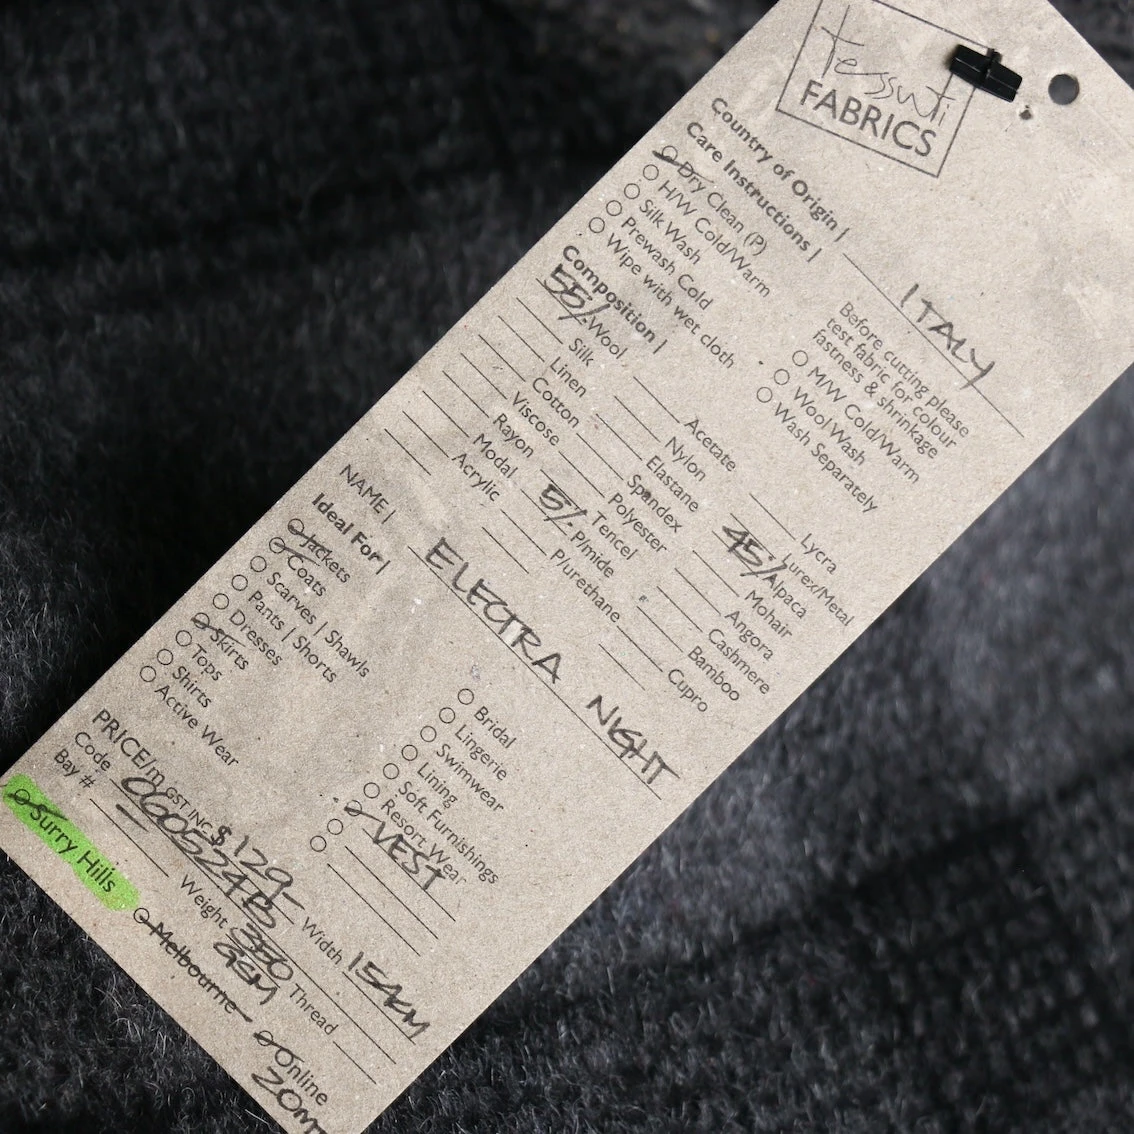 tessuti
FABRICS
Country of Origin | ITALY
Care Instructions |
Dry Clean (P)
H/W Cold/Warm
Silk Wash
Prewash Cold
Wipe with wet cloth
Before cutting please
test fabric for colour
fastness & shrinkage
M/W Cold/Warm
Wool Wash
Wash Separately
Composition |
55% Wool
Silk
Linen
Cotton
Viscose
Rayon
Modal
Acrylic
Acetate
Nylon
Elastane
Spandex
Polyester
Tencel
5% P/mide
P/urethane
Lycra
Lurex/Metal
45% Alpaca
Mohair
Angora
Cashmere
Bamboo
Cupro
NAME | ELECTRA NIGHT
Ideal For |
Jackets
Coats
Scarves | Shawls
Pants | Shorts
Dresses
Skirts
Tops
Shirts
Active Wear
Bridal
Lingerie
Swimwear
Lining
Soft Furnishings
Resort Wear
VEST
PRICE/m GST INC $129- Width 154CM
Code
Weight 380 GSM Thread
Bay #
Surry Hills
Melbourne
Online